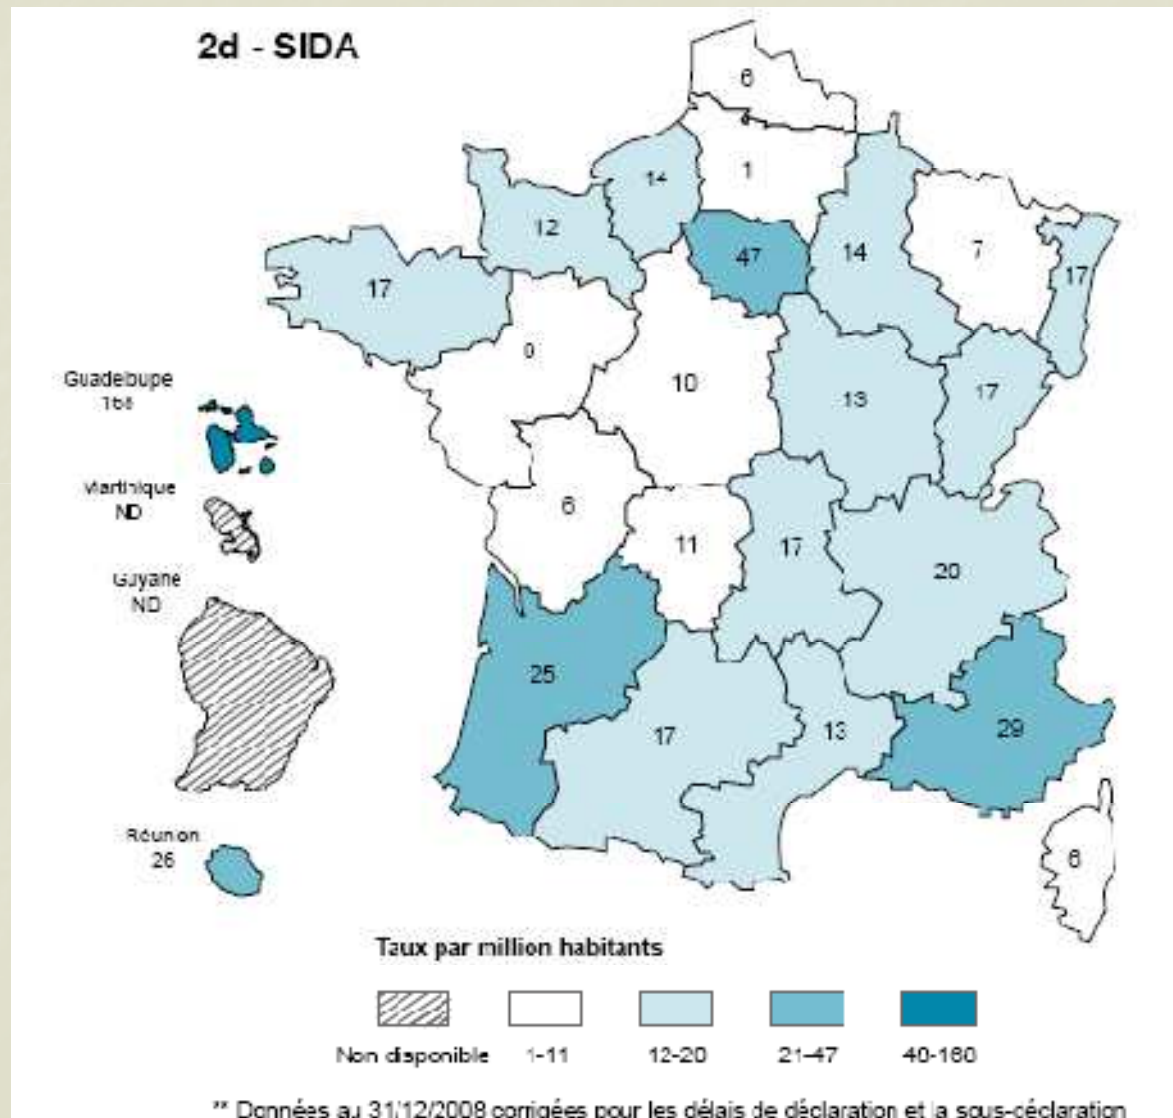 2d - SIDA
6
1
14
12
47
14
7
17
17
10
13
17
Guadeloupe
Martinique
ND
6
11
17
20
Guyane
ND
25
17
13
29
Réunion
26
6
Taux par million habitants
Non disponible 1-11 12-20 21-47
** Données au 31/12/2008 corrigées pour les délais de déclaration et la sous-déclaration